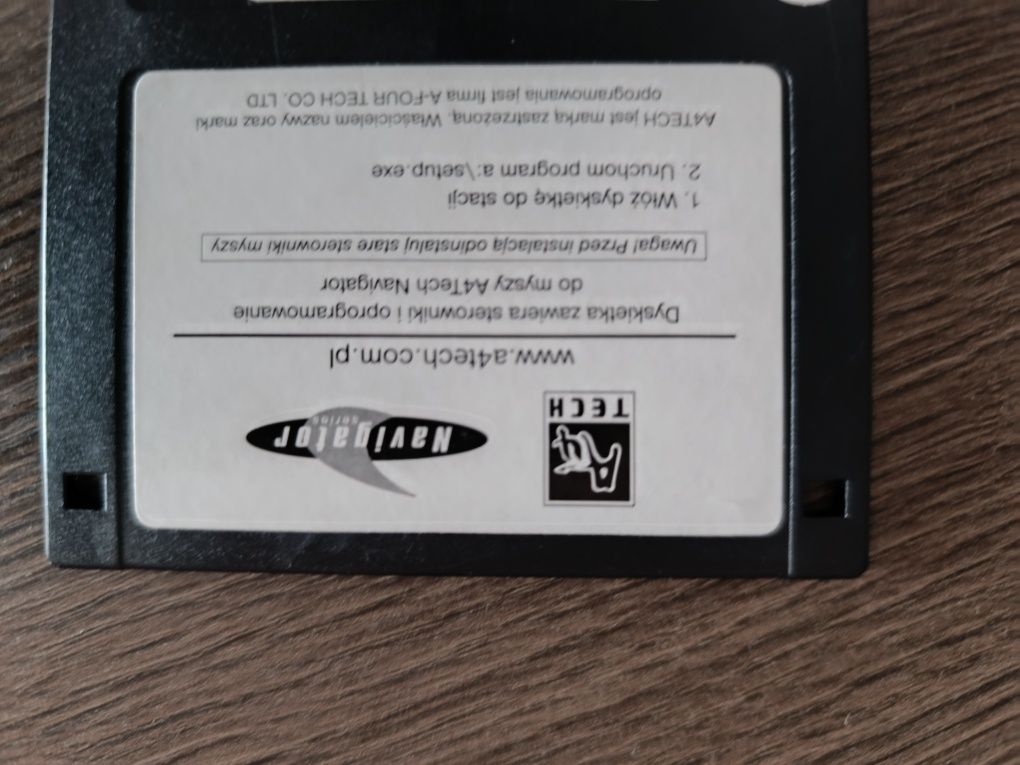 TECH
Navigator
series
www.a4tech.com.pl
Dyskietka zawiera sterowniki i oprogramowanie
do myszy A4Tech Navigator
Uwaga! Przed instalacją odinstaluj stare sterowniki myszy
1. Włóż dyskietkę do stacji
2. Uruchom program a:\setup.exe
A4TECH jest marką zastrzeżoną, Właścicielem nazwy oraz marki
oprogramowania jest firma A-FOUR TECH CO. LTD